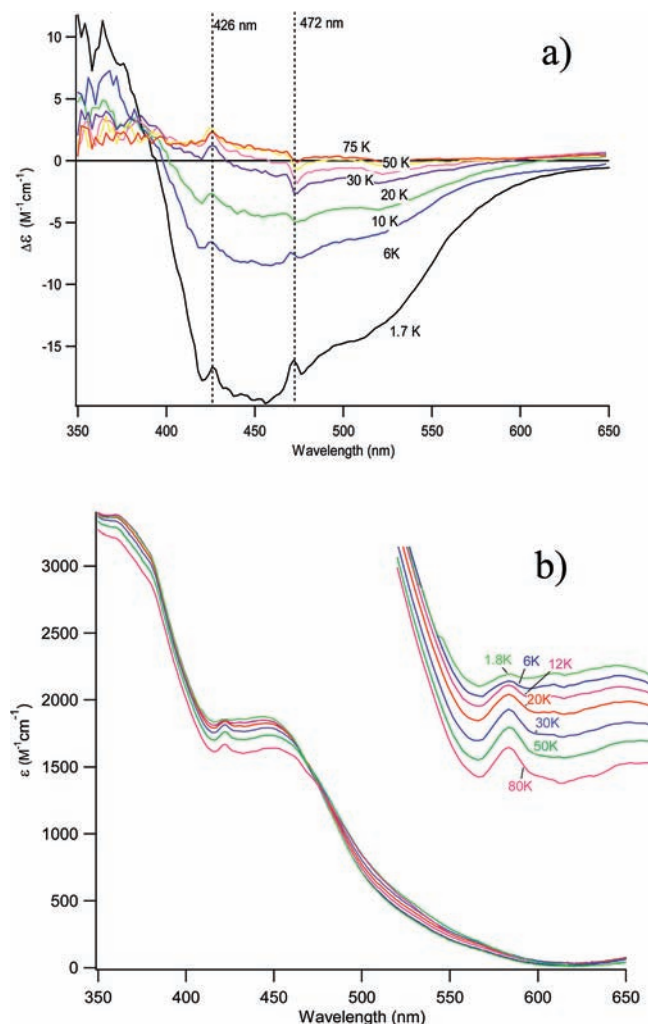 426 nm
472 nm
a)
10
5
0
-5
-10
-15
Δε (M⁻¹cm⁻¹)
75 K
50 K
30 K
20 K
10 K
6K
1.7 K
350 400 450 500 550 600 650
Wavelength (nm)
b)
3000
2500
2000
1500
1000
500
0
ε (M⁻¹cm⁻¹)
1.8K
6K
12K
20K
30K
50K
80K
350 400 450 500 550 600 650
Wavelength (nm)